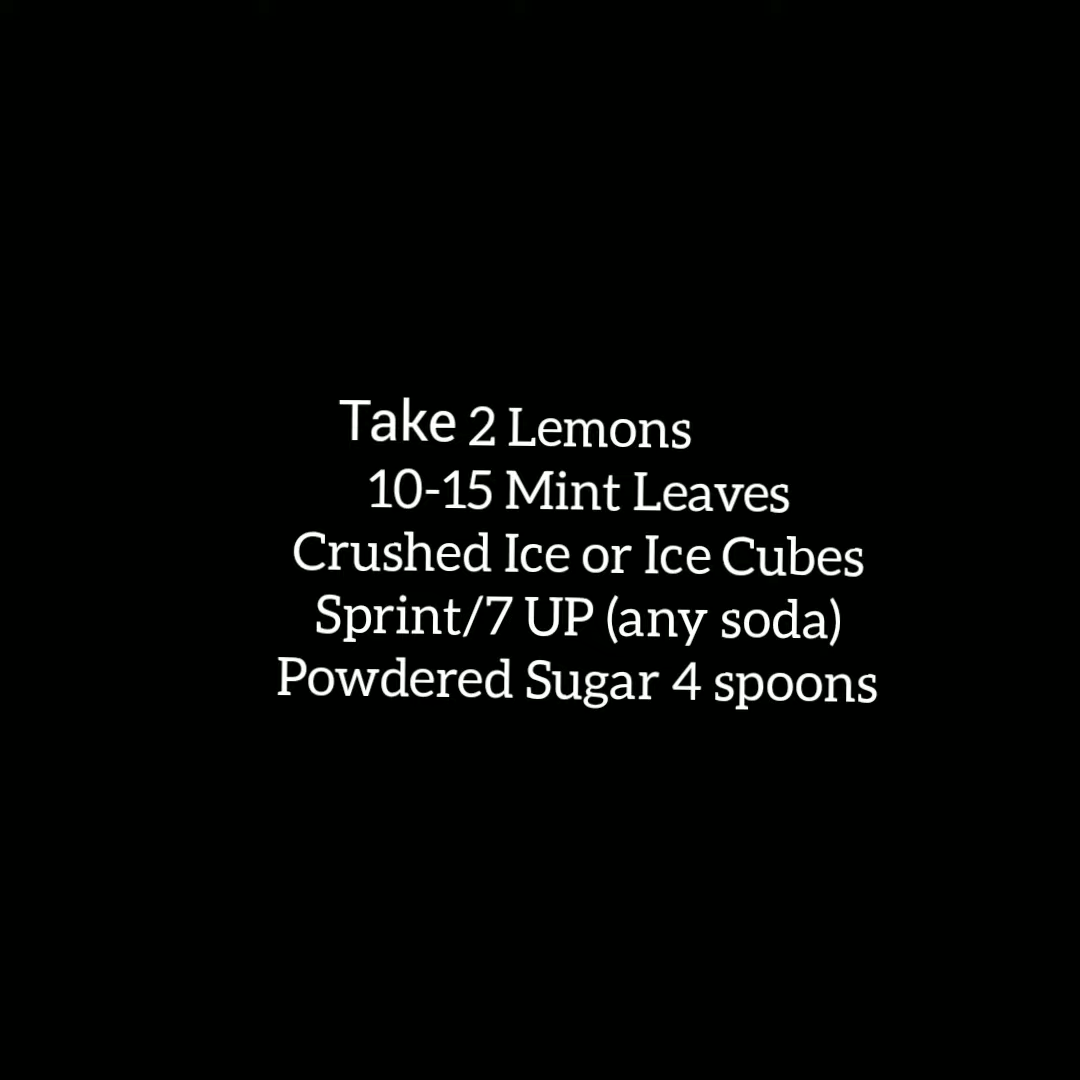 Take 2 Lemons
10-15 Mint Leaves
Crushed Ice or Ice Cubes
Sprint/7 UP (any soda)
Powdered Sugar 4 spoons